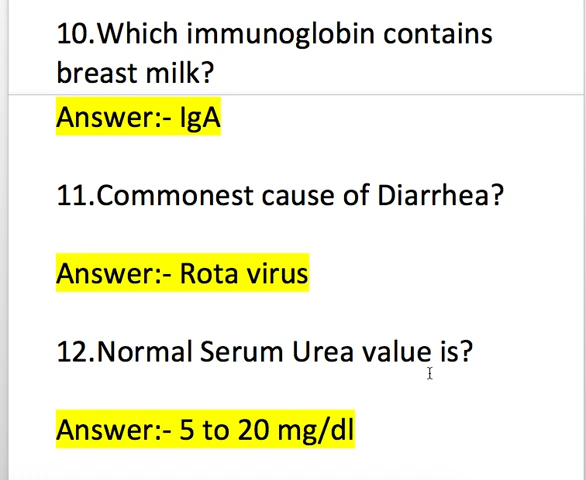 10.Which immunoglobin contains
breast milk?
Answer:- IgA
11.Commonest cause of Diarrhea?
Answer:- Rota virus
12.Normal Serum Urea value is?
Answer:- 5 to 20 mg/dl